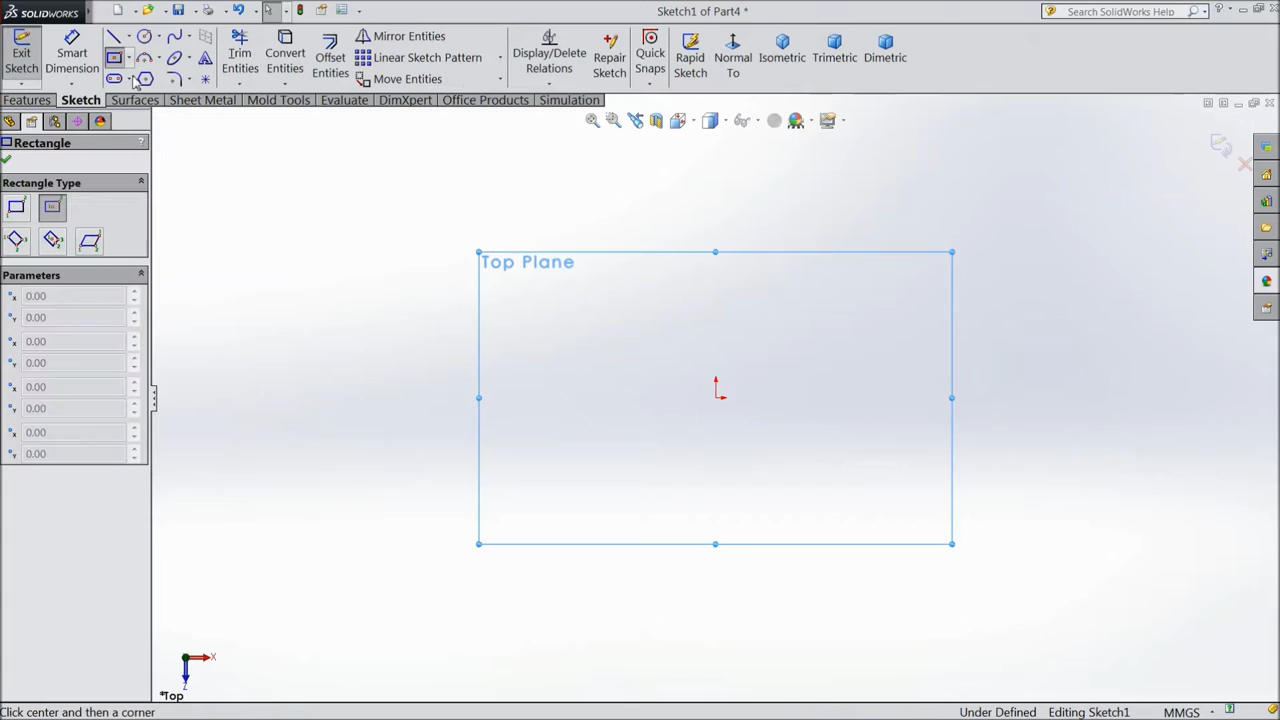 SOLIDWORKS
Sketch1 of Part4 *
Search SolidWorks Help
Exit Sketch
Smart Dimension
Trim Entities
Convert Entities
Offset Entities
Mirror Entities
Linear Sketch Pattern
Move Entities
Display/Delete Relations
Repair Sketch
Quick Snaps
Rapid Sketch
Normal To
Isometric
Trimetric
Dimetric
Features Sketch Surfaces Sheet Metal Mold Tools Evaluate DimXpert Office Products Simulation
Rectangle ?
Rectangle Type
Parameters
x 0.00
Y 0.00
x 0.00
Y 0.00
x 0.00
Y 0.00
x 0.00
Y 0.00
Top Plane
X
Z
*Top
Click center and then a corner
Under Defined
Editing Sketch1
MMGS